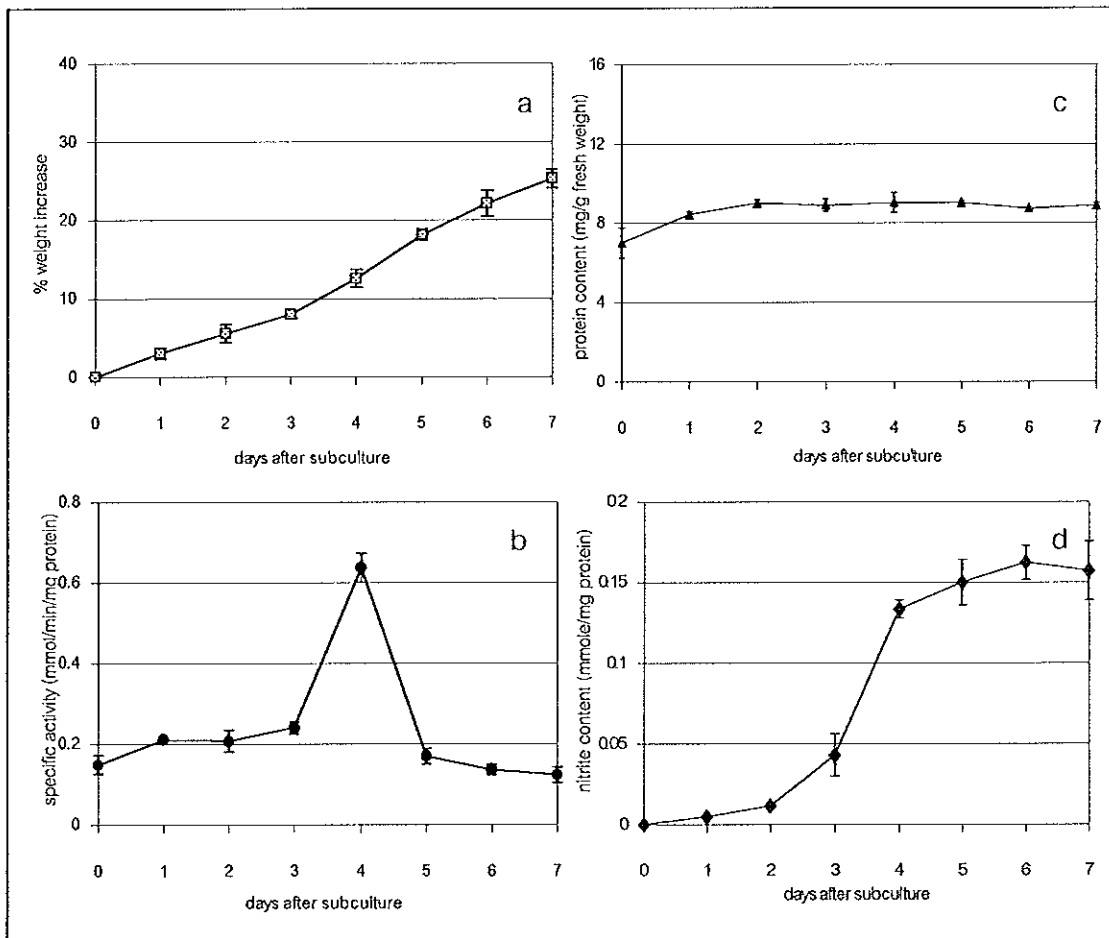 a
% weight increase
40
30
20
10
0
0 1 2 3 4 5 6 7
days after subculture
c
protein content (mg/g fresh weight)
16
12
8
4
0
0 1 2 3 4 5 6 7
days after subculture
b
specific activity (mmol/min/mg protein)
0.8
0.6
0.4
0.2
0
0 1 2 3 4 5 6 7
days after subculture
d
nitrite content (mmole/mg protein)
02
0.15
0.1
0.05
0
0 1 2 3 4 5 6 7
days after subculture